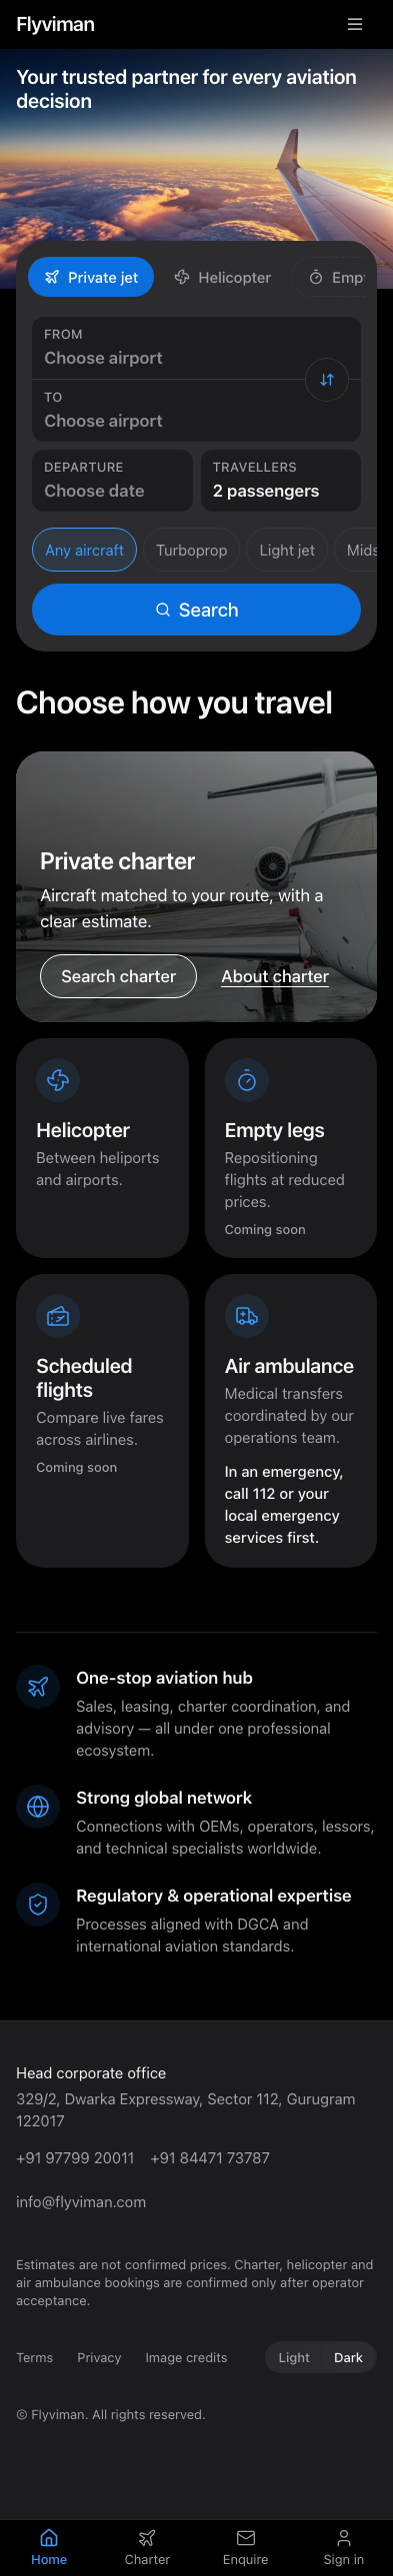 Flyviman
Your trusted partner for every aviation
decision
Private jet
Helicopter
FROM
Choose airport
TO
Choose airport
DEPARTURE
Choose date
TRAVELLERS
2 passengers
Any aircraft
Turboprop
Light jet
Search
Choose how you travel
Private charter
Aircraft matched to your route, with a
clear estimate.
Search charter
About charter
Helicopter
Between heliports
and airports.
Empty legs
Repositioning
flights at reduced
prices.
Coming soon
Scheduled
flights
Compare live fares
across airlines.
Coming soon
Air ambulance
Medical transfers
coordinated by our
operations team.
In an emergency,
call 112 or your
local emergency
services first.
One-stop aviation hub
Sales, leasing, charter coordination, and
advisory — all under one professional
ecosystem.
Strong global network
Connections with OEMs, operators, lessors,
and technical specialists worldwide.
Regulatory & operational expertise
Processes aligned with DGCA and
international aviation standards.
Head corporate office
329/2, Dwarka Expressway, Sector 112, Gurugram
122017
+91 97799 20011 +91 84471 73787
info@flyviman.com
Estimates are not confirmed prices. Charter, helicopter and
air ambulance bookings are confirmed only after operator
acceptance.
Terms Privacy Image credits Light Dark
© Flyviman. All rights reserved.
Home Charter Enquire Sign in